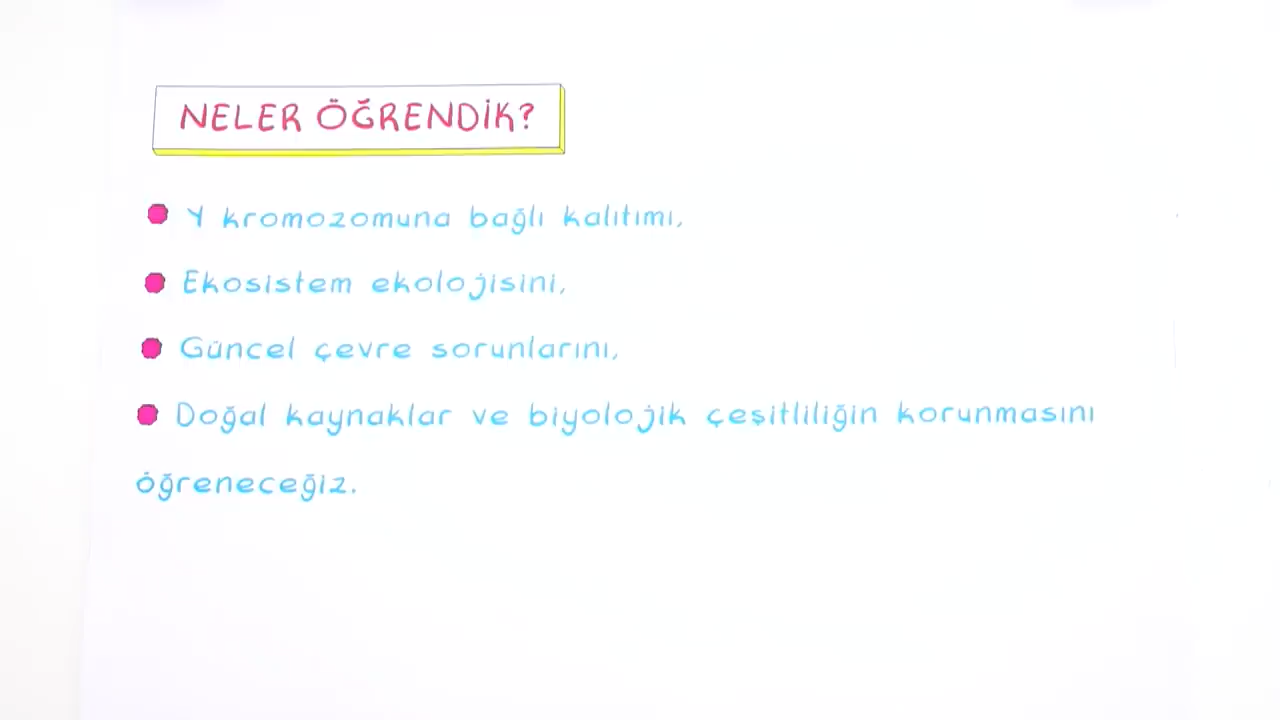 NELER ÖĞRENDİK?
Y kromozomuna bağlı kalıtımı,
Ekosistem ekolojisini,
Güncel çevre sorunlarını,
Doğal kaynaklar ve biyolojik çeşitliliğin korunmasını
öğreneceğiz.